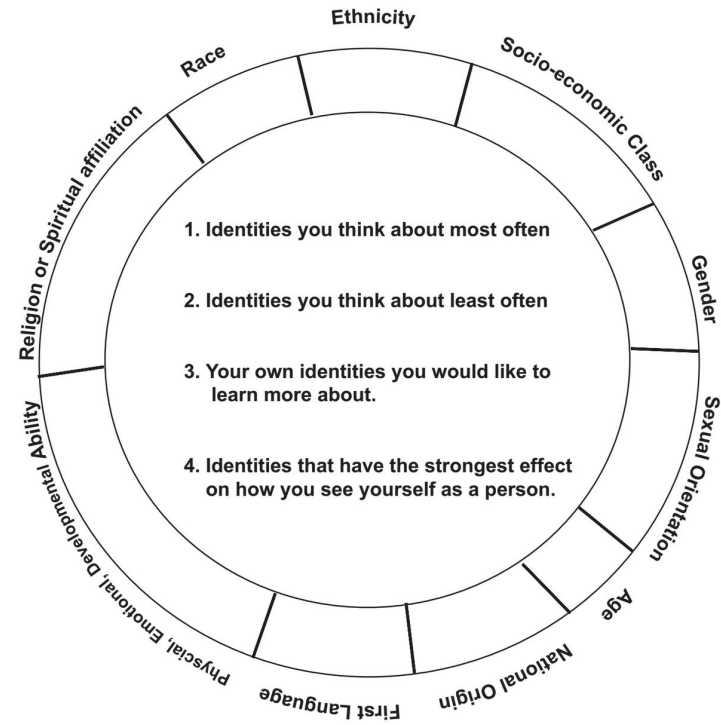 Ethnicity
Socio-economic Class
Gender
Sexual Orientation
Age
National Origin
First Language
Physcial, Emotional, Developmental Ability
Religion or Spiritual affiliation
Race
1. Identities you think about most often
2. Identities you think about least often
3. Your own identities you would like to
learn more about.
4. Identities that have the strongest effect
on how you see yourself as a person.